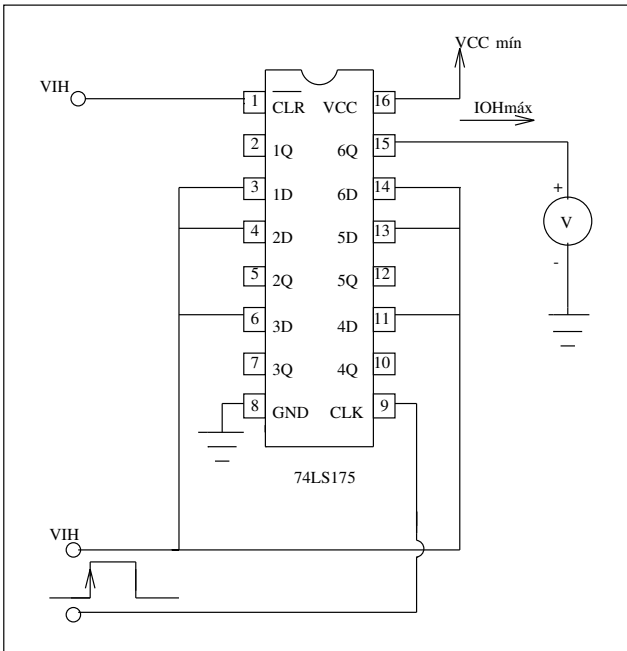 VCC mín
VIH
1 CLR VCC 16
IOHmáx
2 1Q 6Q 15
3 1D 6D 14
+
4 2D 5D 13
V
-
5 2Q 5Q 12
6 3D 4D 11
7 3Q 4Q 10
8 GND CLK 9
74LS175
VIH